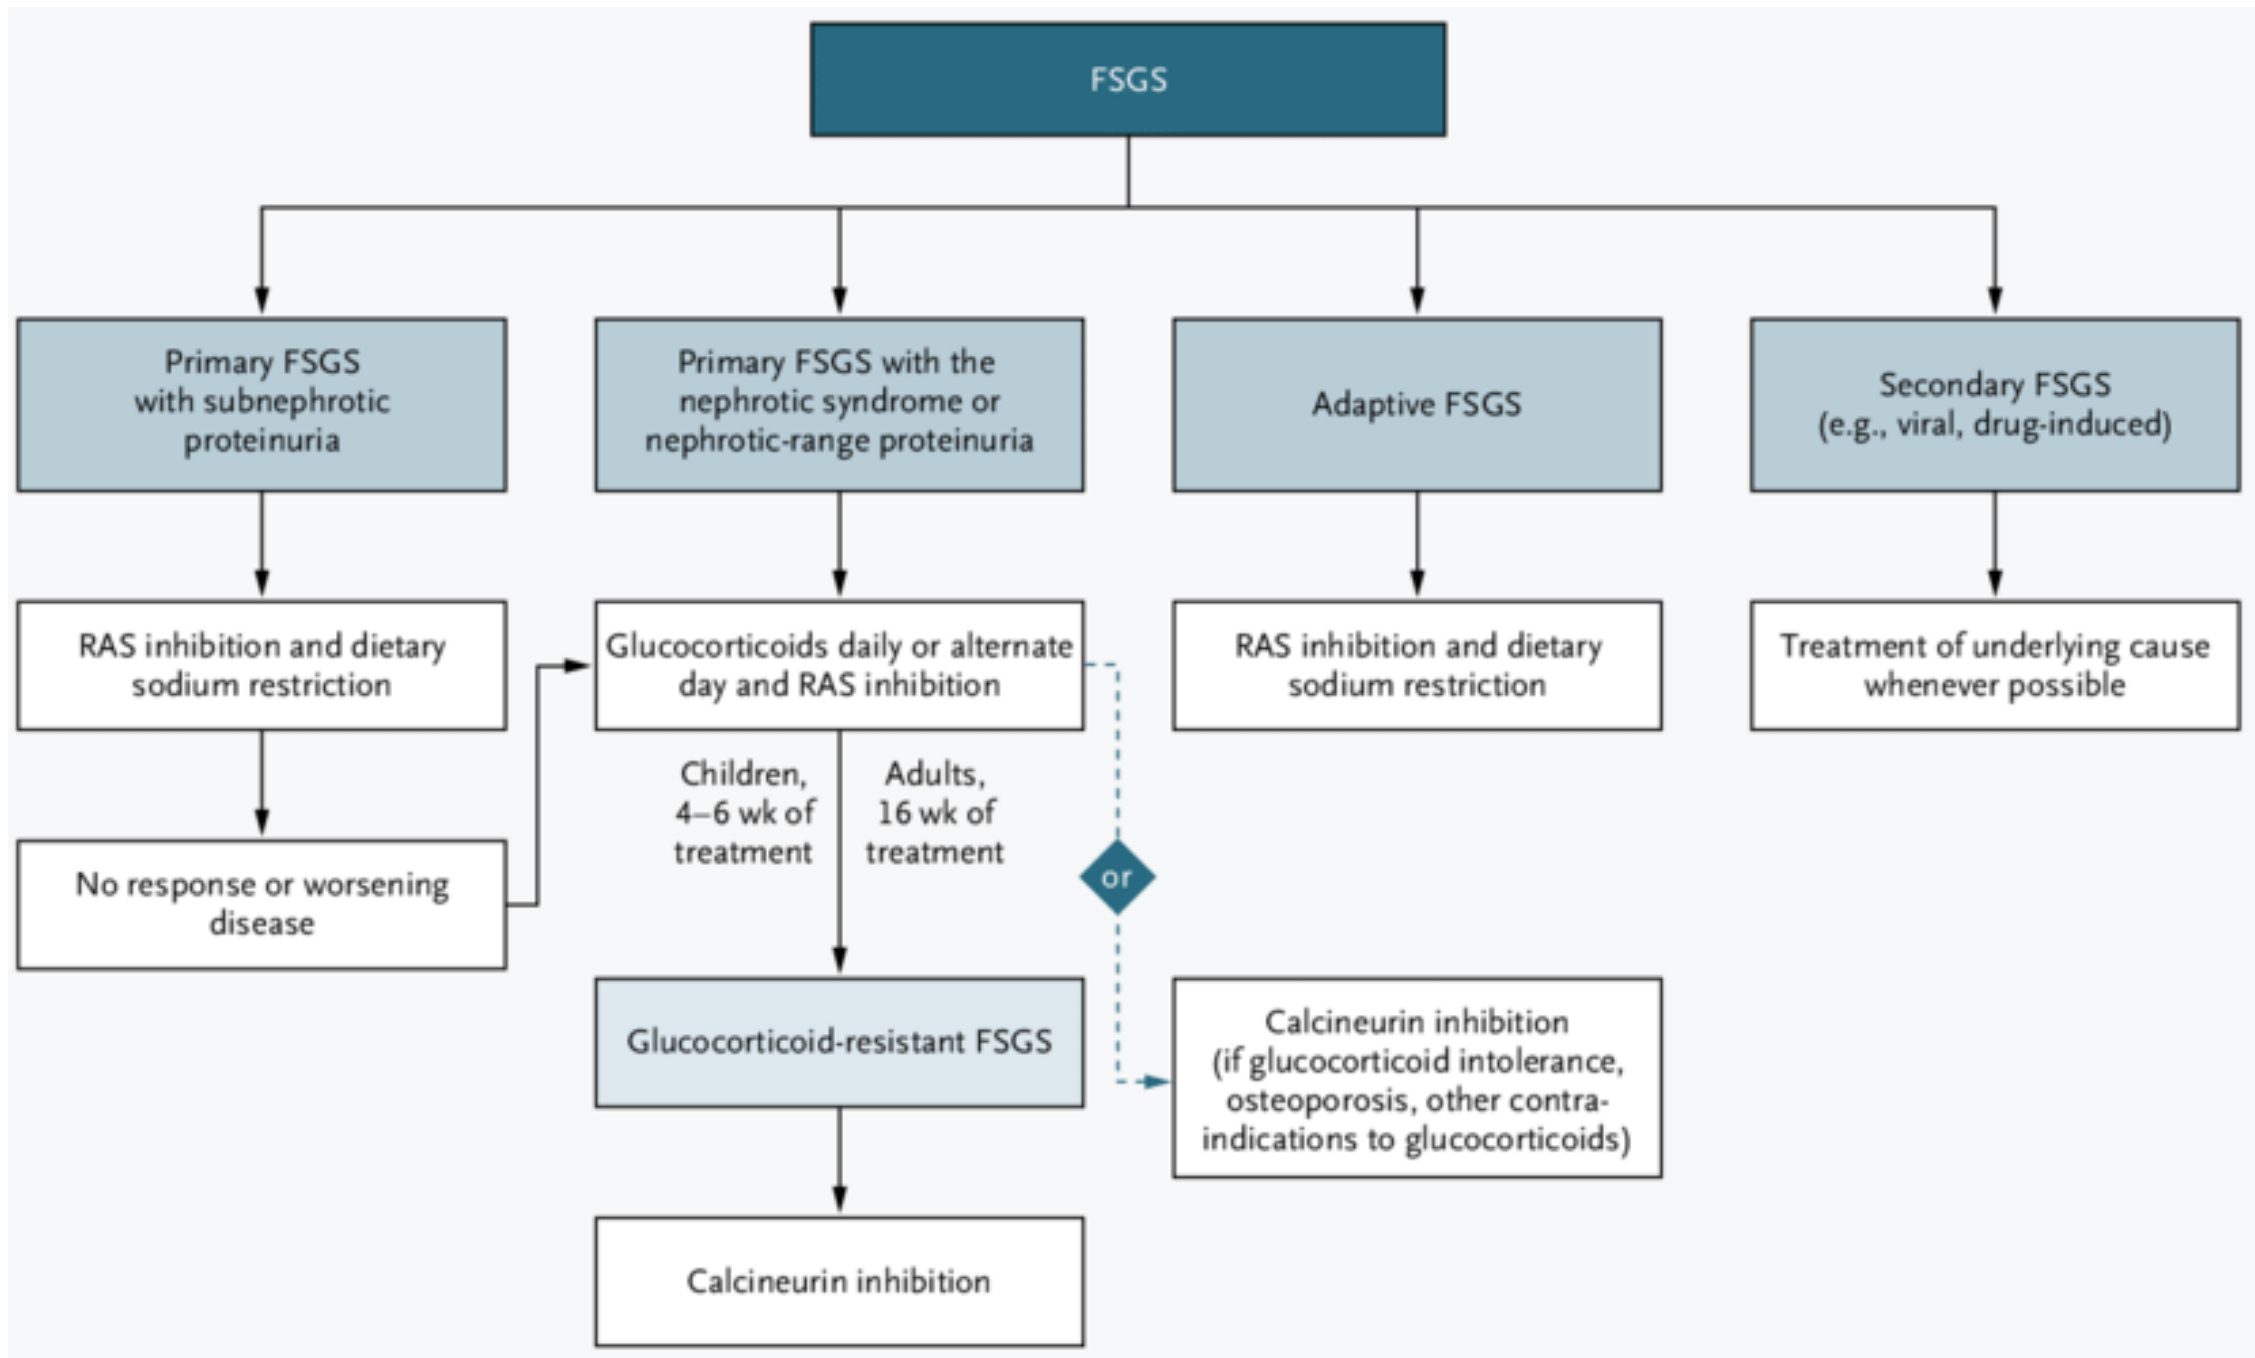 FSGS
Primary FSGS
with subnephrotic
proteinuria
Primary FSGS with the
nephrotic syndrome or
nephrotic-range proteinuria
Adaptive FSGS
Secondary FSGS
(e.g., viral, drug-induced)
RAS inhibition and dietary
sodium restriction
Glucocorticoids daily or alternate
day and RAS inhibition
RAS inhibition and dietary
sodium restriction
Treatment of underlying cause
whenever possible
Children,
4–6 wk of
treatment
Adults,
16 wk of
treatment
No response or worsening
disease
or
Glucocorticoid-resistant FSGS
Calcineurin inhibition
(if glucocorticoid intolerance,
osteoporosis, other contra-
indications to glucocorticoids)
Calcineurin inhibition